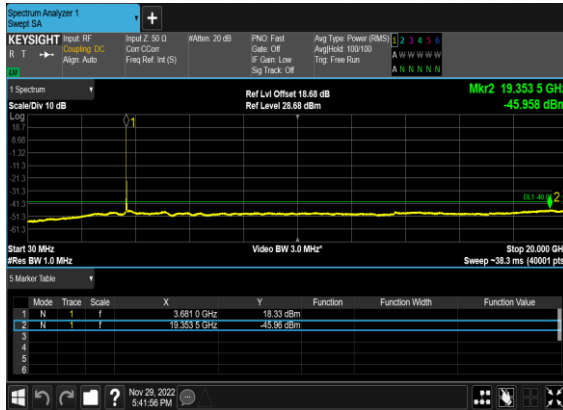 Spectrum Analyzer 1
Swept SA
+
KEYSIGHT Input: RF Input Z: 50 Ω #Atten: 20 dB PNO: Fast Avg Type: Power (RMS) 1 2 3 4 5 6
R T Coupling: DC Corr CCorr Gate: Off Avg|Hold: 100/100 A W W W W W
Align: Auto Freq Ref: Int (S) IF Gain: Low Trig: Free Run
LU Sig Track: Off A N N N N N
1 Spectrum Ref Lvl Offset 18.68 dB Mkr2 19.353 5 GHz
Scale/Div 10 dB Ref Level 28.68 dBm -45.958 dBm
Log
1
18.7
8.68
-1.32
-11.3
-21.3
-31.3
-41.3
2
-51.3
-61.3
Start 30 MHz Video BW 3.0 MHz* Stop 20.000 GH
#Res BW 1.0 MHz Sweep ~38.3 ms (40001 pts
5 Marker Table
Mode Trace Scale X Y Function Function Width Function Value
1 N 1 f 3.681 0 GHz 18.33 dBm
2 N 1 f 19.353 5 GHz -45.96 dBm
3
4
5
6
? Nov 29, 2022
5:41:56 PM